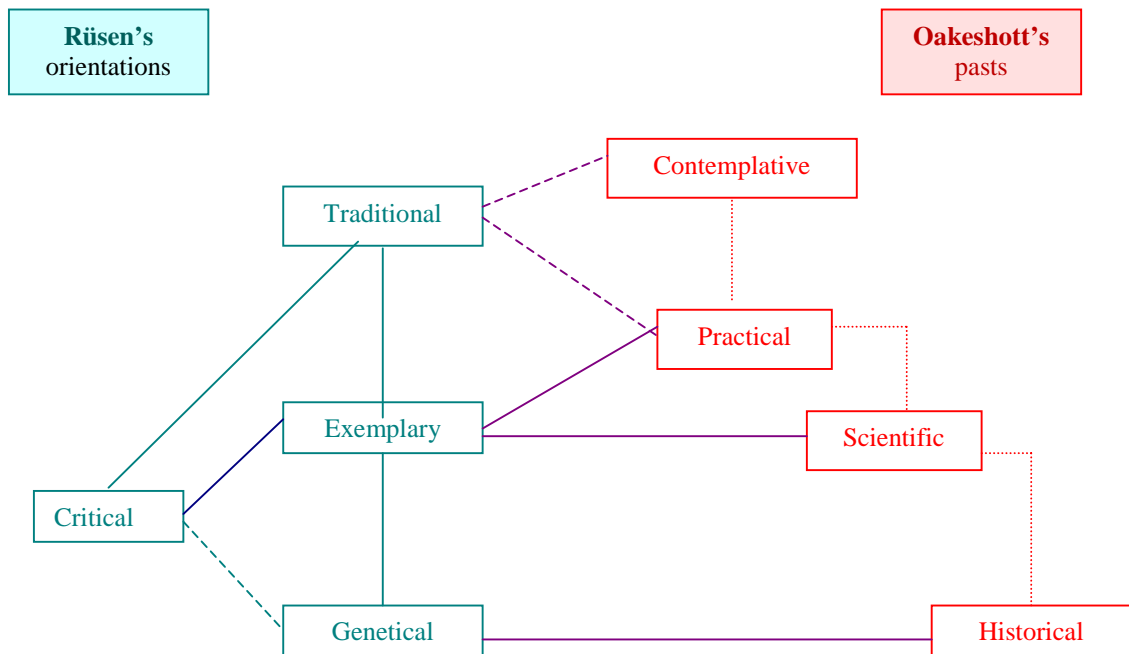 Rüsen’s
orientations
Oakeshott’s
pasts
Contemplative
Traditional
Practical
Exemplary
Scientific
Critical
Genetical
Historical